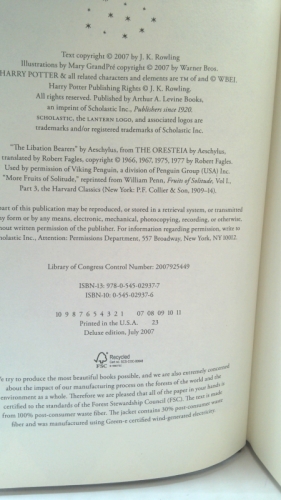 Text copyright © 2007 by J. K. Rowling
Illustrations by Mary GrandPré copyright © 2007 by Warner Bros.
HARRY POTTER & all related characters and elements are TM of and © WBEI.
Harry Potter Publishing Rights © J. K. Rowling.
All rights reserved. Published by Arthur A. Levine Books,
an imprint of Scholastic Inc., Publishers since 1920.
SCHOLASTIC, the LANTERN LOGO, and associated logos are
trademarks and/or registered trademarks of Scholastic Inc.
"The Libation Bearers" by Aeschylus, from THE ORESTEIA by Aeschylus,
translated by Robert Fagles, copyright © 1966, 1967, 1975, 1977 by Robert Fagles.
Used by permission of Viking Penguin, a division of Penguin Group (USA) Inc.
"More Fruits of Solitude," reprinted from William Penn, Fruits of Solitude, Vol I.,
Part 3, the Harvard Classics (New York: P.F. Collier & Son, 1909–14).
part of this publication may be reproduced, or stored in a retrieval system, or transmitted
ny form or by any means, electronic, mechanical, photocopying, recording, or otherwise,
hout written permission of the publisher. For information regarding permission, write to
holastic Inc., Attention: Permissions Department, 557 Broadway, New York, NY 10012.
Library of Congress Control Number: 2007925449
ISBN-13: 978-0-545-02937-7
ISBN-10: 0-545-02937-6
10 9 8 7 6 5 4 3 2 1 07 08 09 10 11
Printed in the U.S.A. 23
Deluxe edition, July 2007
FSC Recycled
's try to produce the most beautiful books possible, and we are also extremely concerned
about the impact of our manufacturing process on the forests of the world and the
environment as a whole. Therefore we are pleased that all of the paper in your hands is
certified to the standards of the Forest Stewardship Council (FSC). The text is made
from 100% post-consumer waste fiber. The jacket contains 30% post-consumer waste
fiber and was manufactured using Green-e certified wind generated electricity.